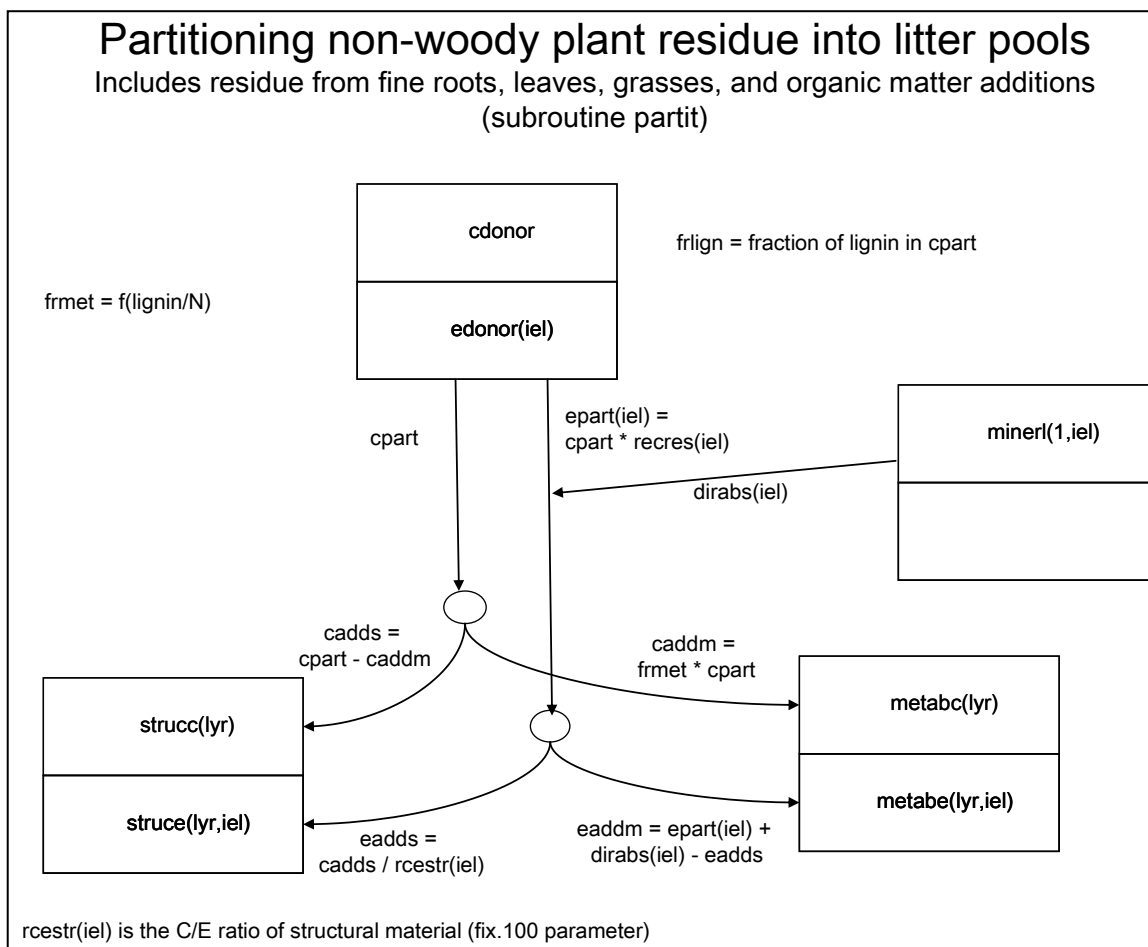 Partitioning non-woody plant residue into litter pools
Includes residue from fine roots, leaves, grasses, and organic matter additions
(subroutine partit)
cdonor
frlign = fraction of lignin in cpart
frmet = f(lignin/N)
edonor(iel)
cpart
epart(iel) =
cpart * recres(iel)
minerl(1,iel)
dirabs(iel)
cadds =
cpart - caddm
caddm =
frmet * cpart
strucc(lyr)
metabc(lyr)
struce(lyr,iel)
metabe(lyr,iel)
eadds =
cadds / rcestr(iel)
eaddm = epart(iel) +
dirabs(iel) - eadds
rcestr(iel) is the C/E ratio of structural material (fix.100 parameter)